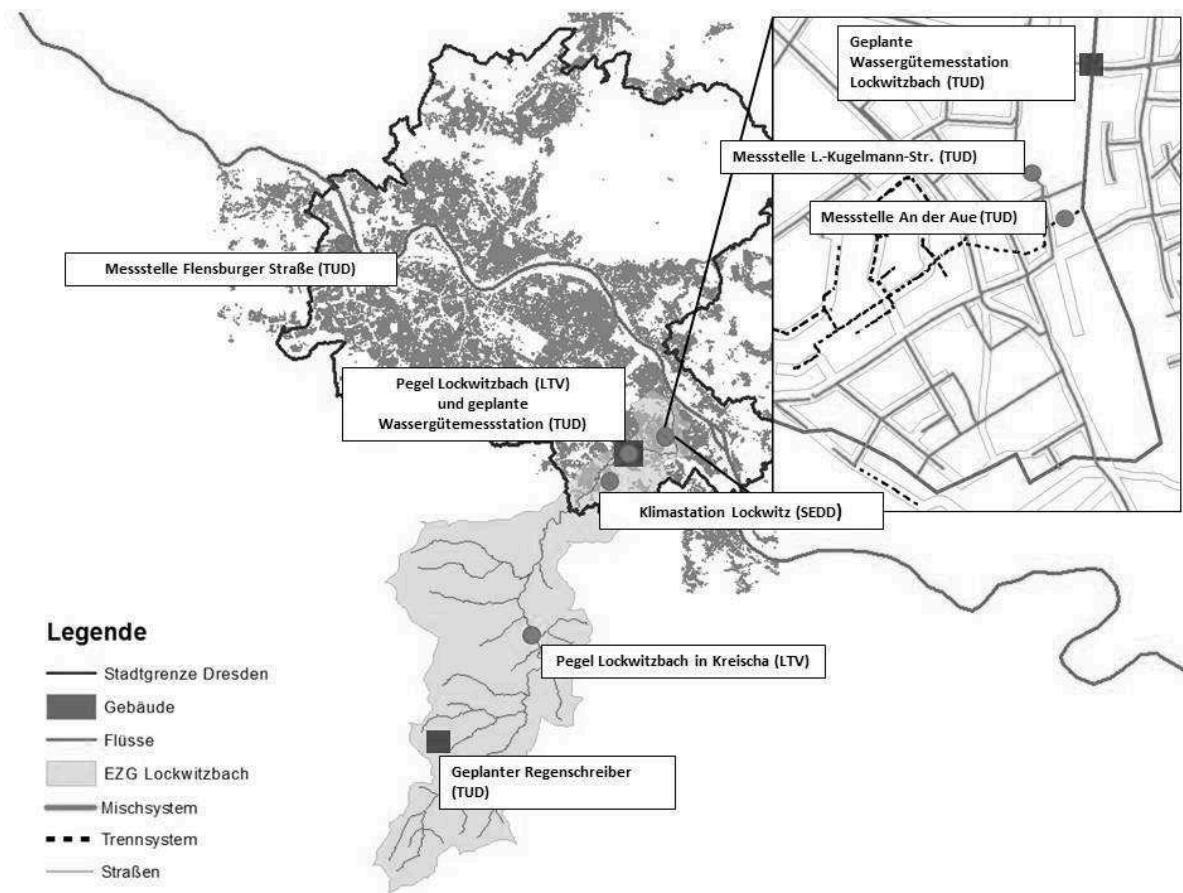 Geplante
Wassergütemesstation
Lockwitzbach (TUD)
Messstelle L.-Kugelmann-Str. (TUD)
Messstelle An der Aue (TUD)
Messstelle Flensburger Straße (TUD)
Pegel Lockwitzbach (LTV)
und geplante
Wassergütemessstation (TUD)
Klimastation Lockwitz (SEDD)
Pegel Lockwitzbach in Kreischa (LTV)
Geplanter Regenschreiber
(TUD)
Legende
Stadtgrenze Dresden
Gebäude
Flüsse
EZG Lockwitzbach
Mischsystem
Trennsystem
Straßen